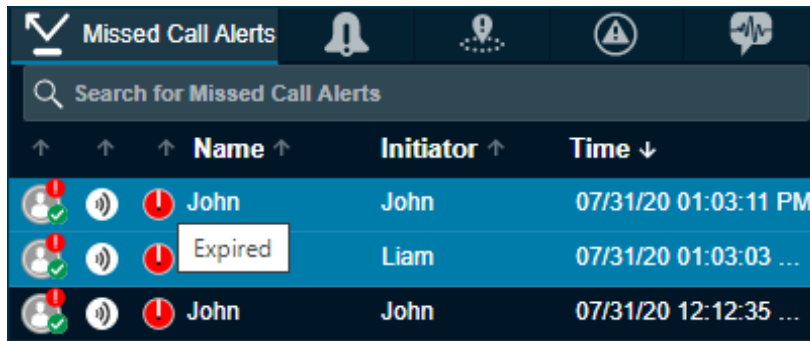 Missed Call Alerts
Search for Missed Call Alerts
Name Initiator Time
John John 07/31/20 01:03:11 PM
Expired Liam 07/31/20 01:03:03 ...
John John 07/31/20 12:12:35 ...